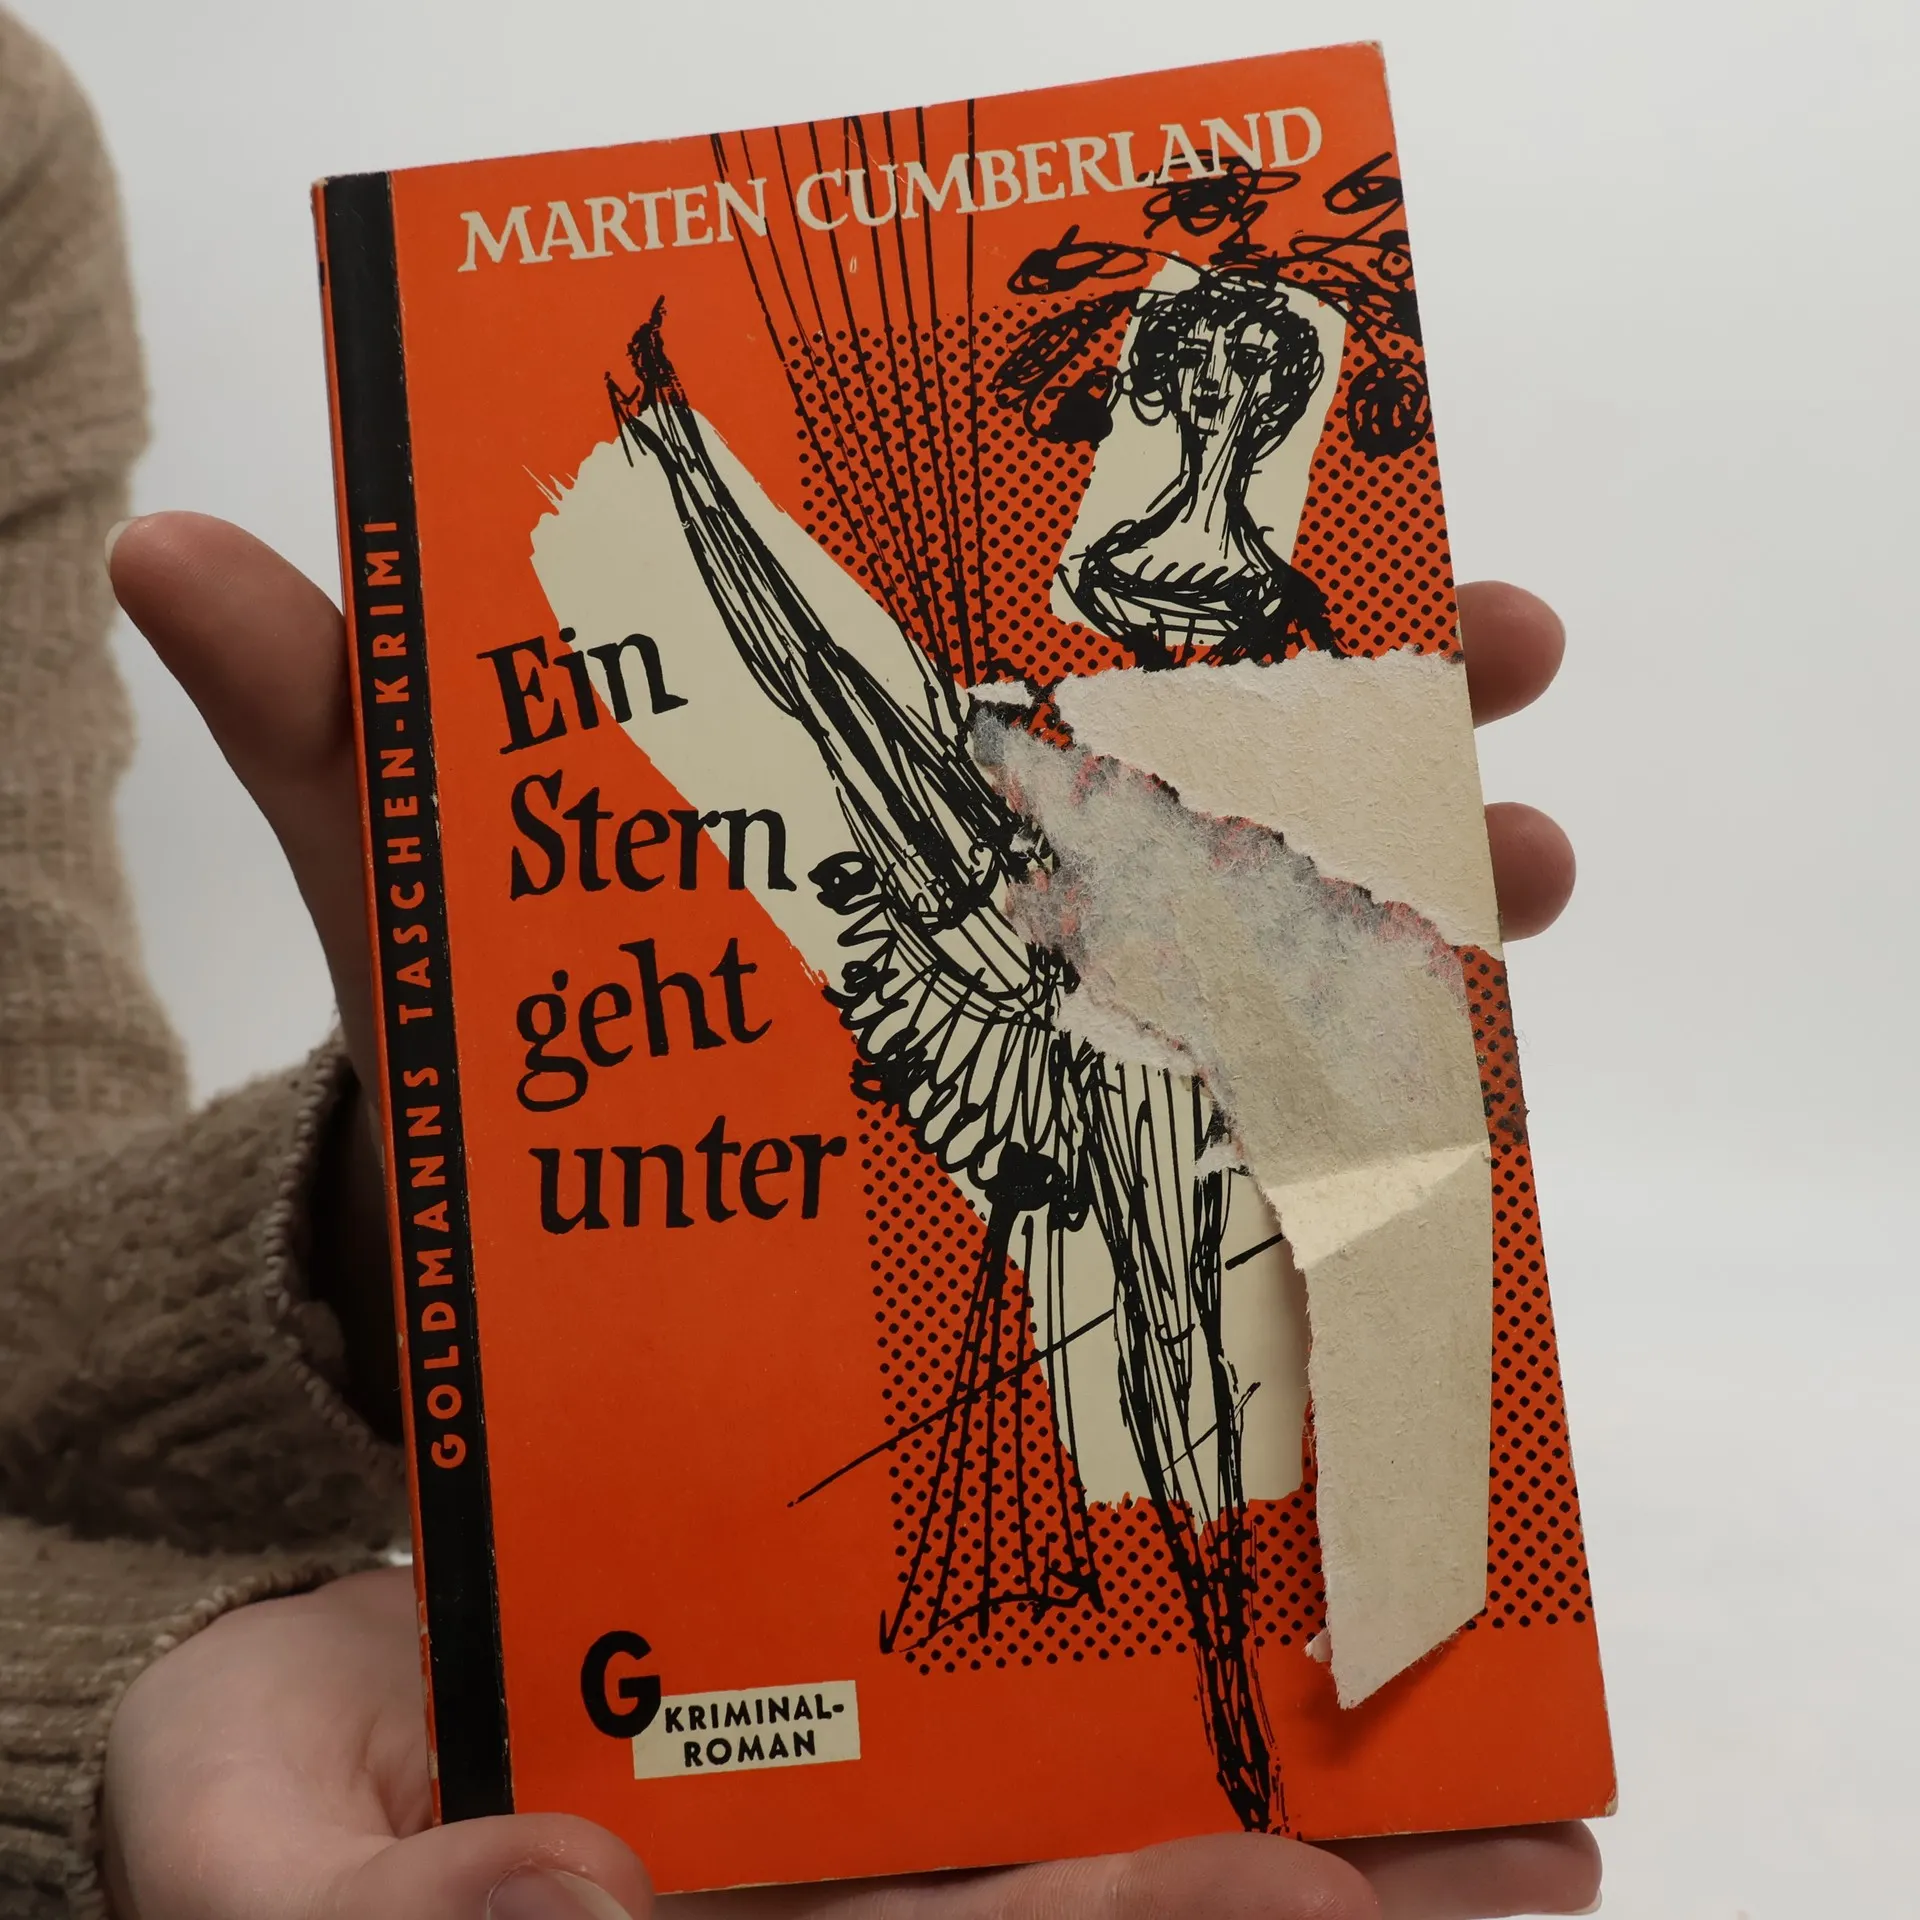 MARTEN CUMBERLAND
Ein
Stern
geht
unter
GOLDMANNS TASCHEN-KRIMI
G
KRIMINAL-
ROMAN